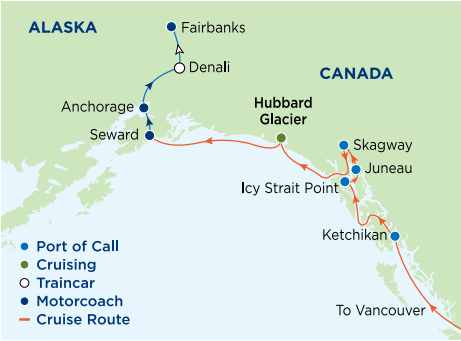 ALASKA
Fairbanks
Denali
CANADA
Anchorage
Hubbard
Glacier
Seward
Skagway
Juneau
Icy Strait Point
Ketchikan
Port of Call
Cruising
Traincar
Motorcoach
Cruise Route
To Vancouver